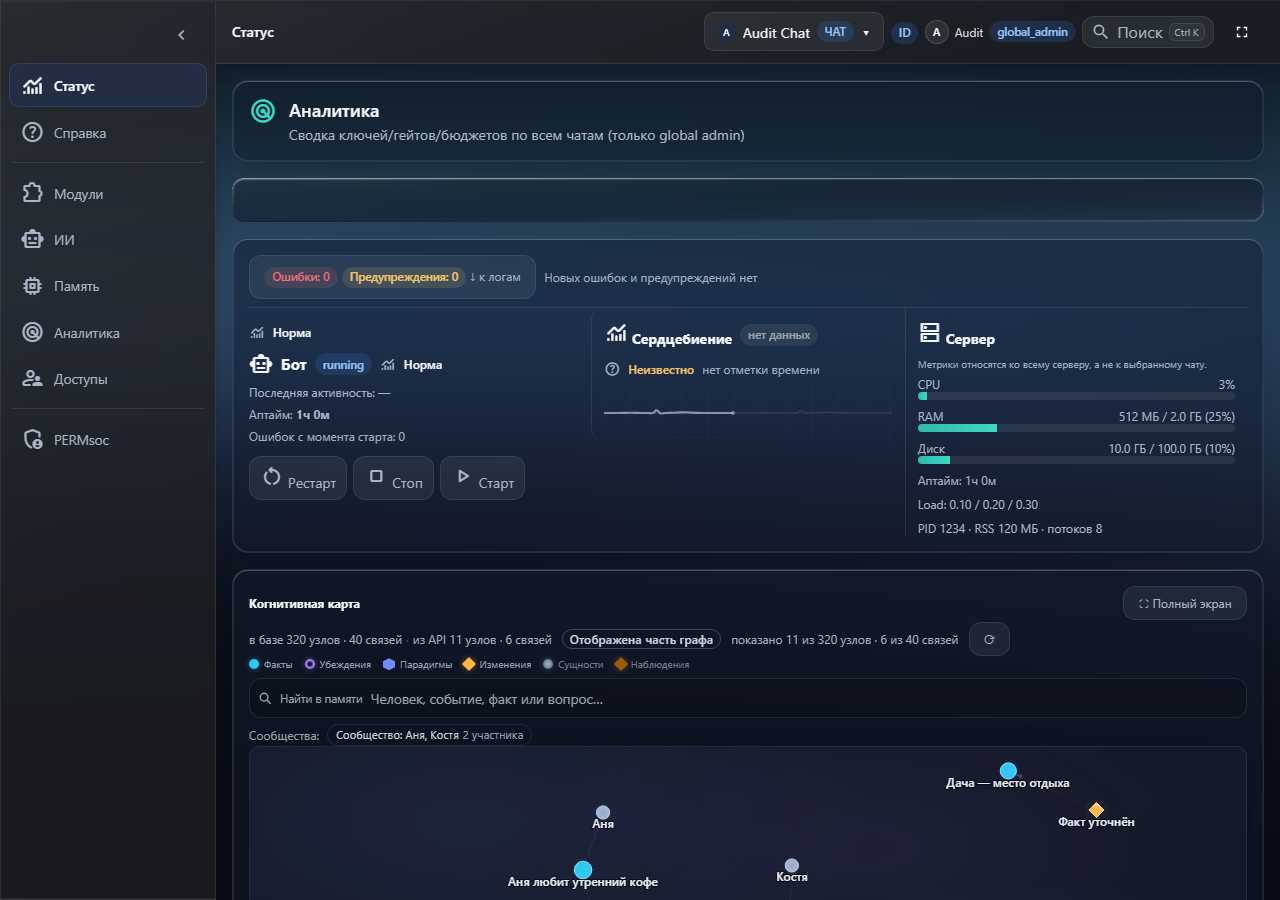 Статус
Audit Chat ЧАТ ▾ ID A Audit global_admin Поиск Ctrl K
Статус
Справка
Модули
ИИ
Память
Аналитика
Доступы
PERMsoc
Аналитика
Сводка ключей/гейтов/бюджетов по всем чатам (только global admin)
Ошибки: 0 Предупреждения: 0 ↓ к логам Новых ошибок и предупреждений нет
Норма
Бот running Норма
Последняя активность: —
Аптайм: 1ч 0м
Ошибок с момента старта: 0
Рестарт Стоп Старт
Сердцебиение нет данных
Неизвестно нет отметки времени
Сервер
Метрики относятся ко всему серверу, а не к выбранному чату.
CPU 3%
RAM 512 МБ / 2.0 ГБ (25%)
Диск 10.0 ГБ / 100.0 ГБ (10%)
Аптайм: 1ч 0м
Load: 0.10 / 0.20 / 0.30
PID 1234 · RSS 120 МБ · потоков 8
Когнитивная карта Полный экран
в базе 320 узлов · 40 связей · из API 11 узлов · 6 связей Отображена часть графа показано 11 из 320 узлов · 6 из 40 связей
Факты Убеждения Парадигмы Изменения Сущности Наблюдения
Найти в памяти Человек, событие, факт или вопрос...
Сообщества: Сообщество: Аня, Костя 2 участника
Дача — место отдыха
Факт уточнён
Аня
Костя
Аня любит утренний кофе